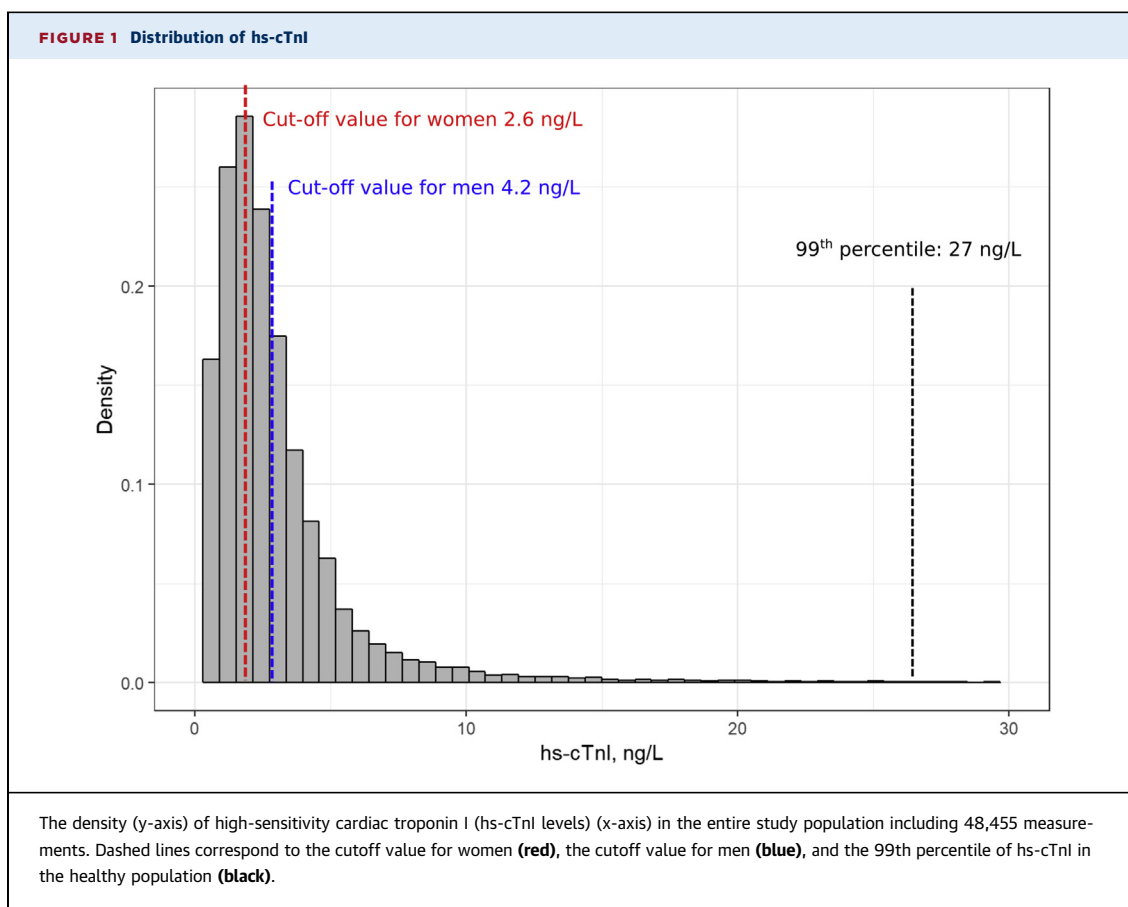 FIGURE 1 Distribution of hs-cTnI
Cut-off value for women 2.6 ng/L
Cut-off value for men 4.2 ng/L
99th percentile: 27 ng/L
0.2
0.1
0.0
Density
0
10
20
30
hs-cTnI, ng/L
The density (y-axis) of high-sensitivity cardiac troponin I (hs-cTnI levels) (x-axis) in the entire study population including 48,455 measure-
ments. Dashed lines correspond to the cutoff value for women (red), the cutoff value for men (blue), and the 99th percentile of hs-cTnI in
the healthy population (black).